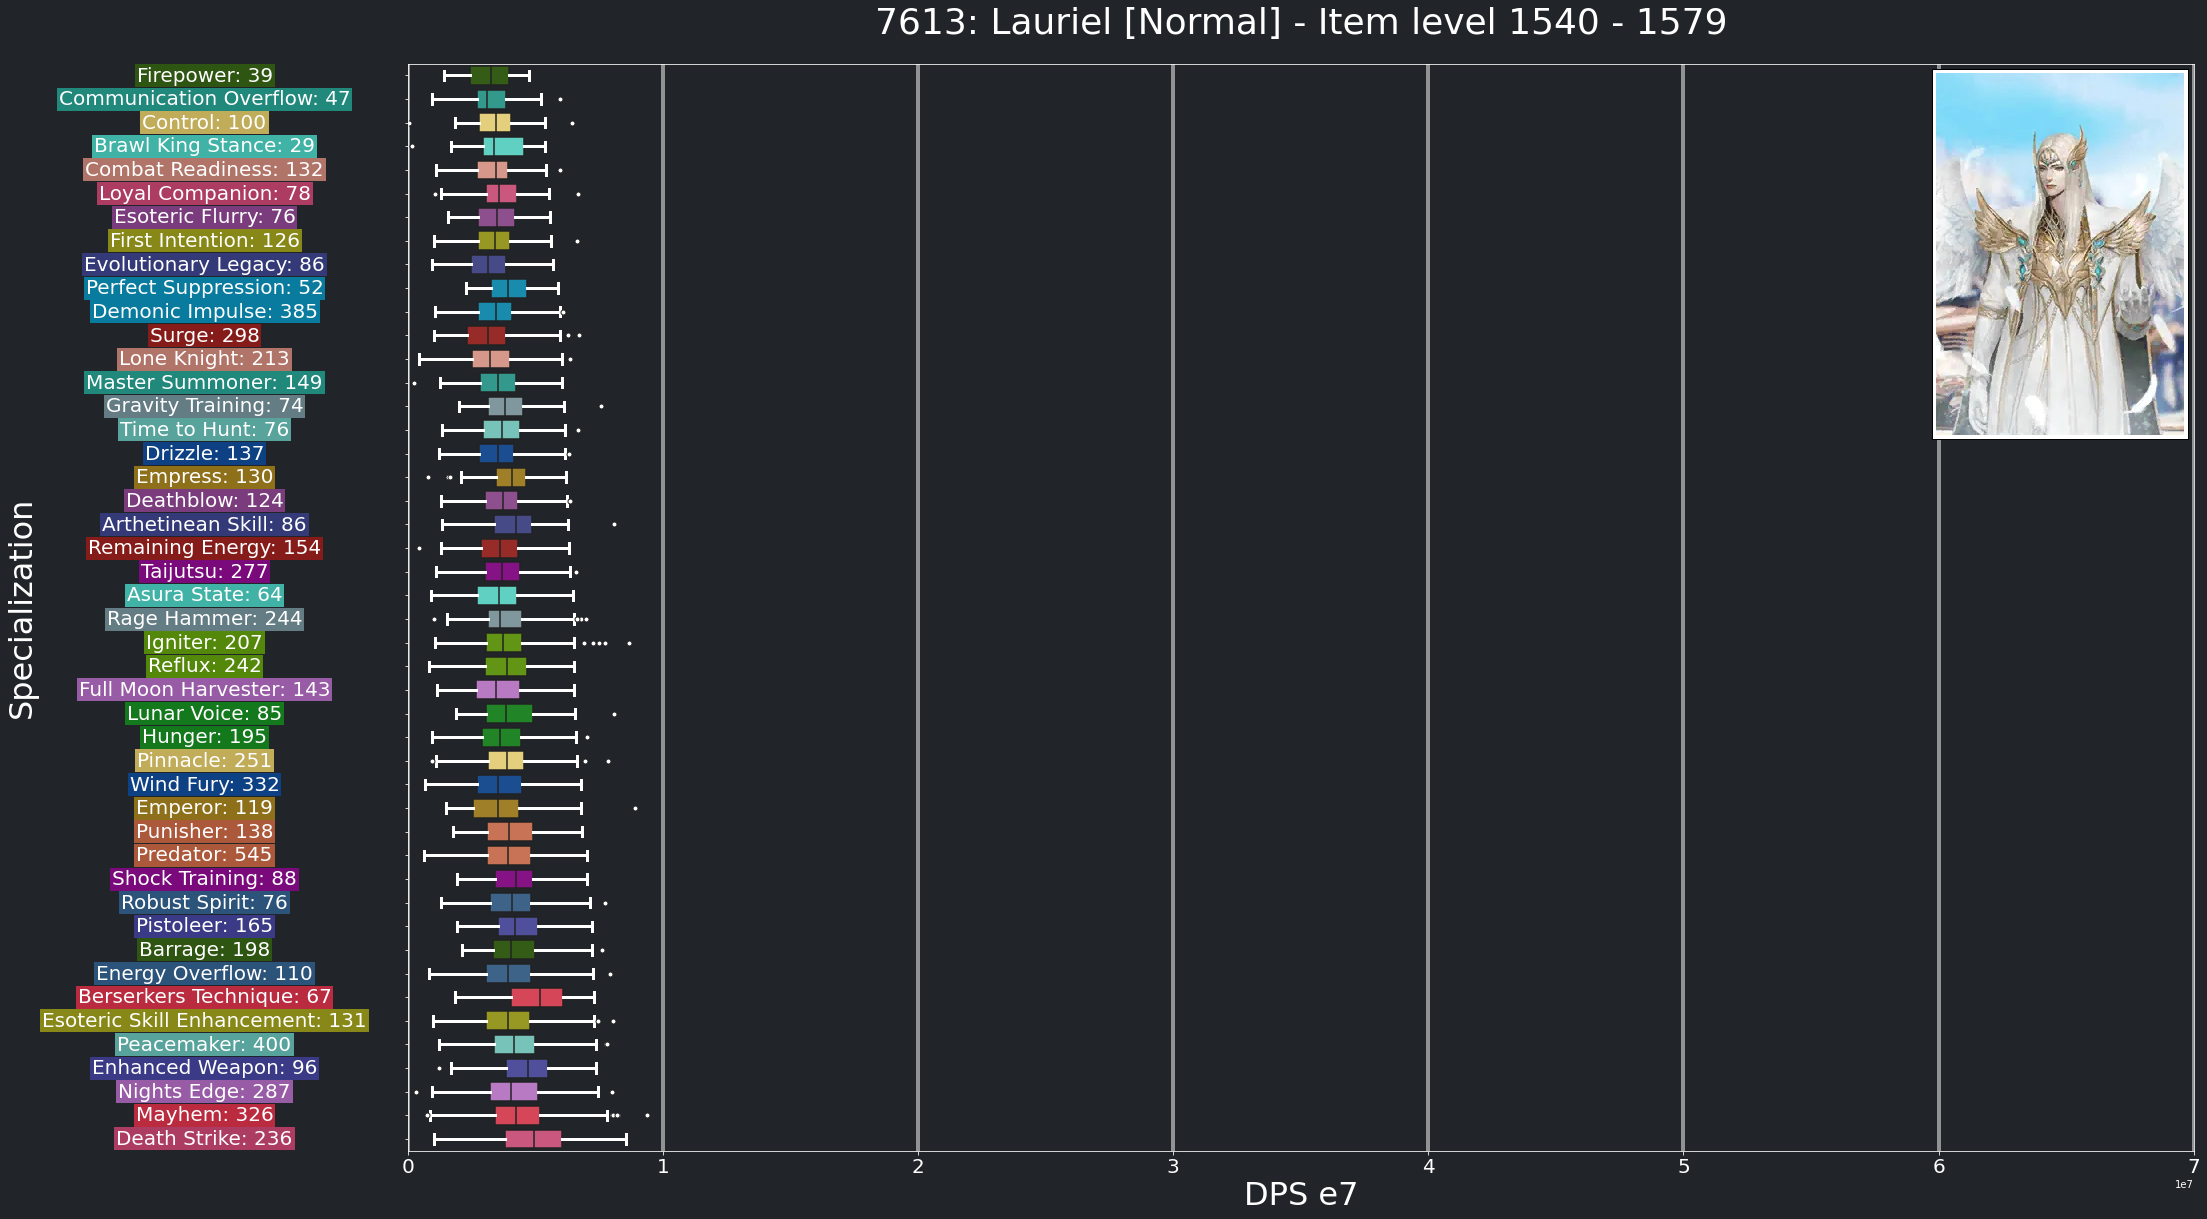 7613: Lauriel [Normal] - Item level 1540 - 1579
Specialization
Firepower: 39
Communication Overflow: 47
Control: 100
Brawl King Stance: 29
Combat Readiness: 132
Loyal Companion: 78
Esoteric Flurry: 76
First Intention: 126
Evolutionary Legacy: 86
Perfect Suppression: 52
Demonic Impulse: 385
Surge: 298
Lone Knight: 213
Master Summoner: 149
Gravity Training: 74
Time to Hunt: 76
Drizzle: 137
Empress: 130
Deathblow: 124
Arthetinean Skill: 86
Remaining Energy: 154
Taijutsu: 277
Asura State: 64
Rage Hammer: 244
Igniter: 207
Reflux: 242
Full Moon Harvester: 143
Lunar Voice: 85
Hunger: 195
Pinnacle: 251
Wind Fury: 332
Emperor: 119
Punisher: 138
Predator: 545
Shock Training: 88
Robust Spirit: 76
Pistoleer: 165
Barrage: 198
Energy Overflow: 110
Berserkers Technique: 67
Esoteric Skill Enhancement: 131
Peacemaker: 400
Enhanced Weapon: 96
Nights Edge: 287
Mayhem: 326
Death Strike: 236
0 1 2 3 4 5 6 7
1e7
DPS e7